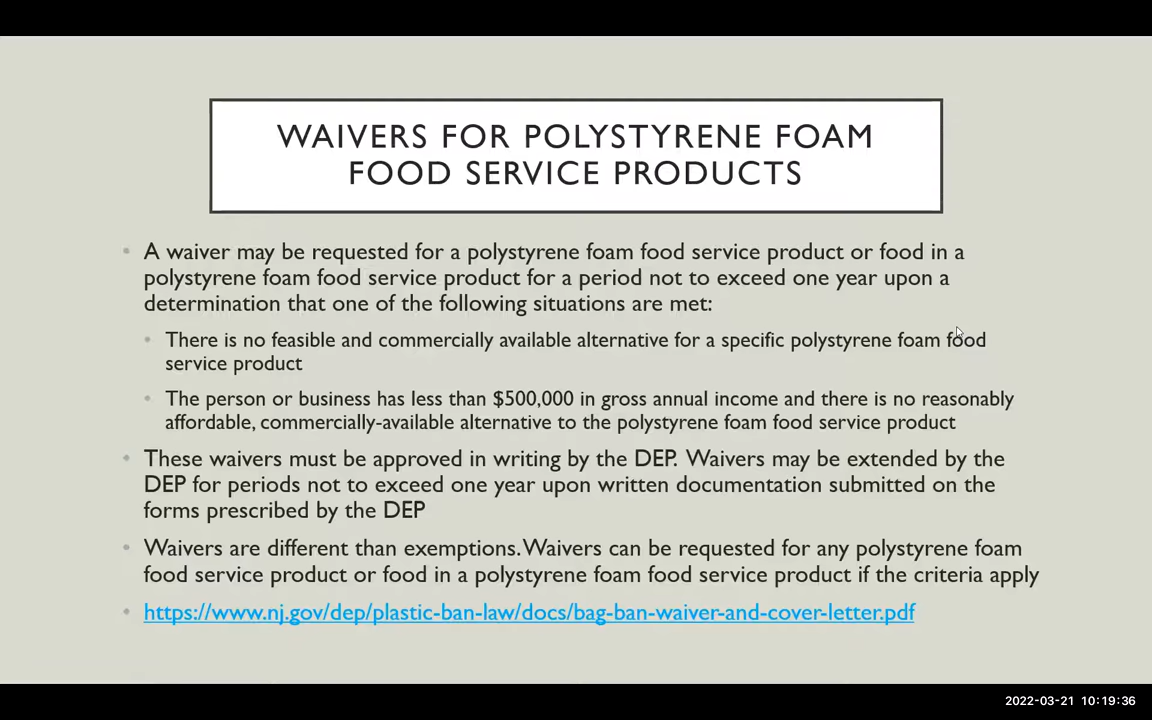 WAIVERS FOR POLYSTYRENE FOAM
FOOD SERVICE PRODUCTS
• A waiver may be requested for a polystyrene foam food service product or food in a
polystyrene foam food service product for a period not to exceed one year upon a
determination that one of the following situations are met:
• There is no feasible and commercially available alternative for a specific polystyrene foam food
service product
• The person or business has less than $500,000 in gross annual income and there is no reasonably
affordable, commercially-available alternative to the polystyrene foam food service product
• These waivers must be approved in writing by the DEP. Waivers may be extended by the
DEP for periods not to exceed one year upon written documentation submitted on the
forms prescribed by the DEP
• Waivers are different than exemptions. Waivers can be requested for any polystyrene foam
food service product or food in a polystyrene foam food service product if the criteria apply
• https://www.nj.gov/dep/plastic-ban-law/docs/bag-ban-waiver-and-cover-letter.pdf
2022-03-21 10:19:36